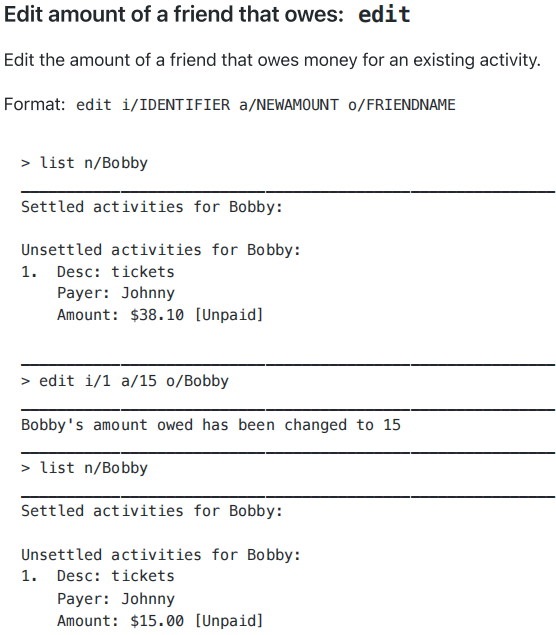 Edit amount of a friend that owes: edit
Edit the amount of a friend that owes money for an existing activity.
Format: edit i/IDENTIFIER a/NEWAMOUNT o/FRIENDNAME
> list n/Bobby
Settled activities for Bobby:
Unsettled activities for Bobby:
1. Desc: tickets
Payer: Johnny
Amount: $38.10 [Unpaid]
> edit i/1 a/15 o/Bobby
Bobby's amount owed has been changed to 15
> list n/Bobby
Settled activities for Bobby:
Unsettled activities for Bobby:
1. Desc: tickets
Payer: Johnny
Amount: $15.00 [Unpaid]